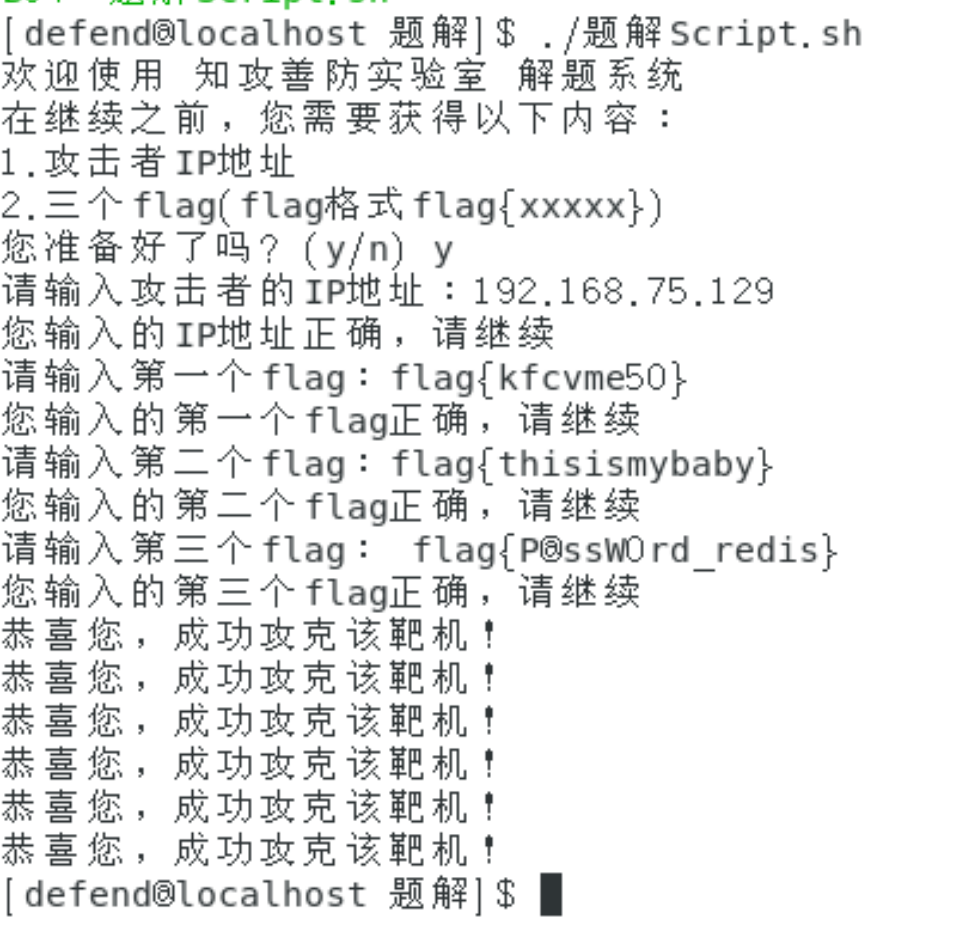 [defend@localhost 题解]$ ./题解Script.sh
欢迎使用 知攻善防实验室 解题系统
在继续之前，您需要获得以下内容：
1.攻击者IP地址
2.三个flag(flag格式flag{xxxxx})
您准备好了吗？(y/n) y
请输入攻击者的IP地址：192.168.75.129
您输入的IP地址正确，请继续
请输入第一个flag：flag{kfcvme50}
您输入的第一个flag正确，请继续
请输入第二个flag：flag{thisismybaby}
您输入的第二个flag正确，请继续
请输入第三个flag： flag{P@ssW0rd_redis}
您输入的第三个flag正确，请继续
恭喜您，成功攻克该靶机！
恭喜您，成功攻克该靶机！
恭喜您，成功攻克该靶机！
恭喜您，成功攻克该靶机！
恭喜您，成功攻克该靶机！
恭喜您，成功攻克该靶机！
[defend@localhost 题解]$